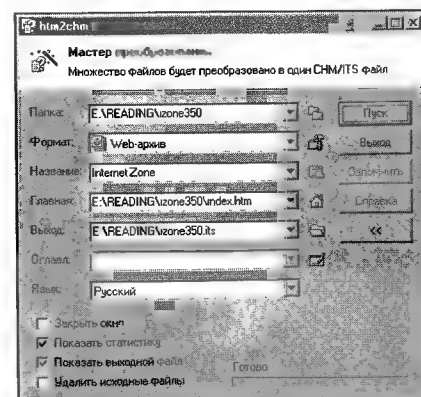 htm2chm
Мастер преобразования
Множество файлов будет преобразовано в один CHM/ITS файл
Папка: E:\READING\izone350 Пуск
Формат: Web-архив Выход
Название: Internet Zone Запомнить
Главная: E:\READING\izone350\index.htm Справка
Выход: E:\READING\izone350.its <<
Оглавл.:
Язык: Русский
Закрыть окно
Показать статистику
Показать выходной файл Готово
Удалить исходные файлы